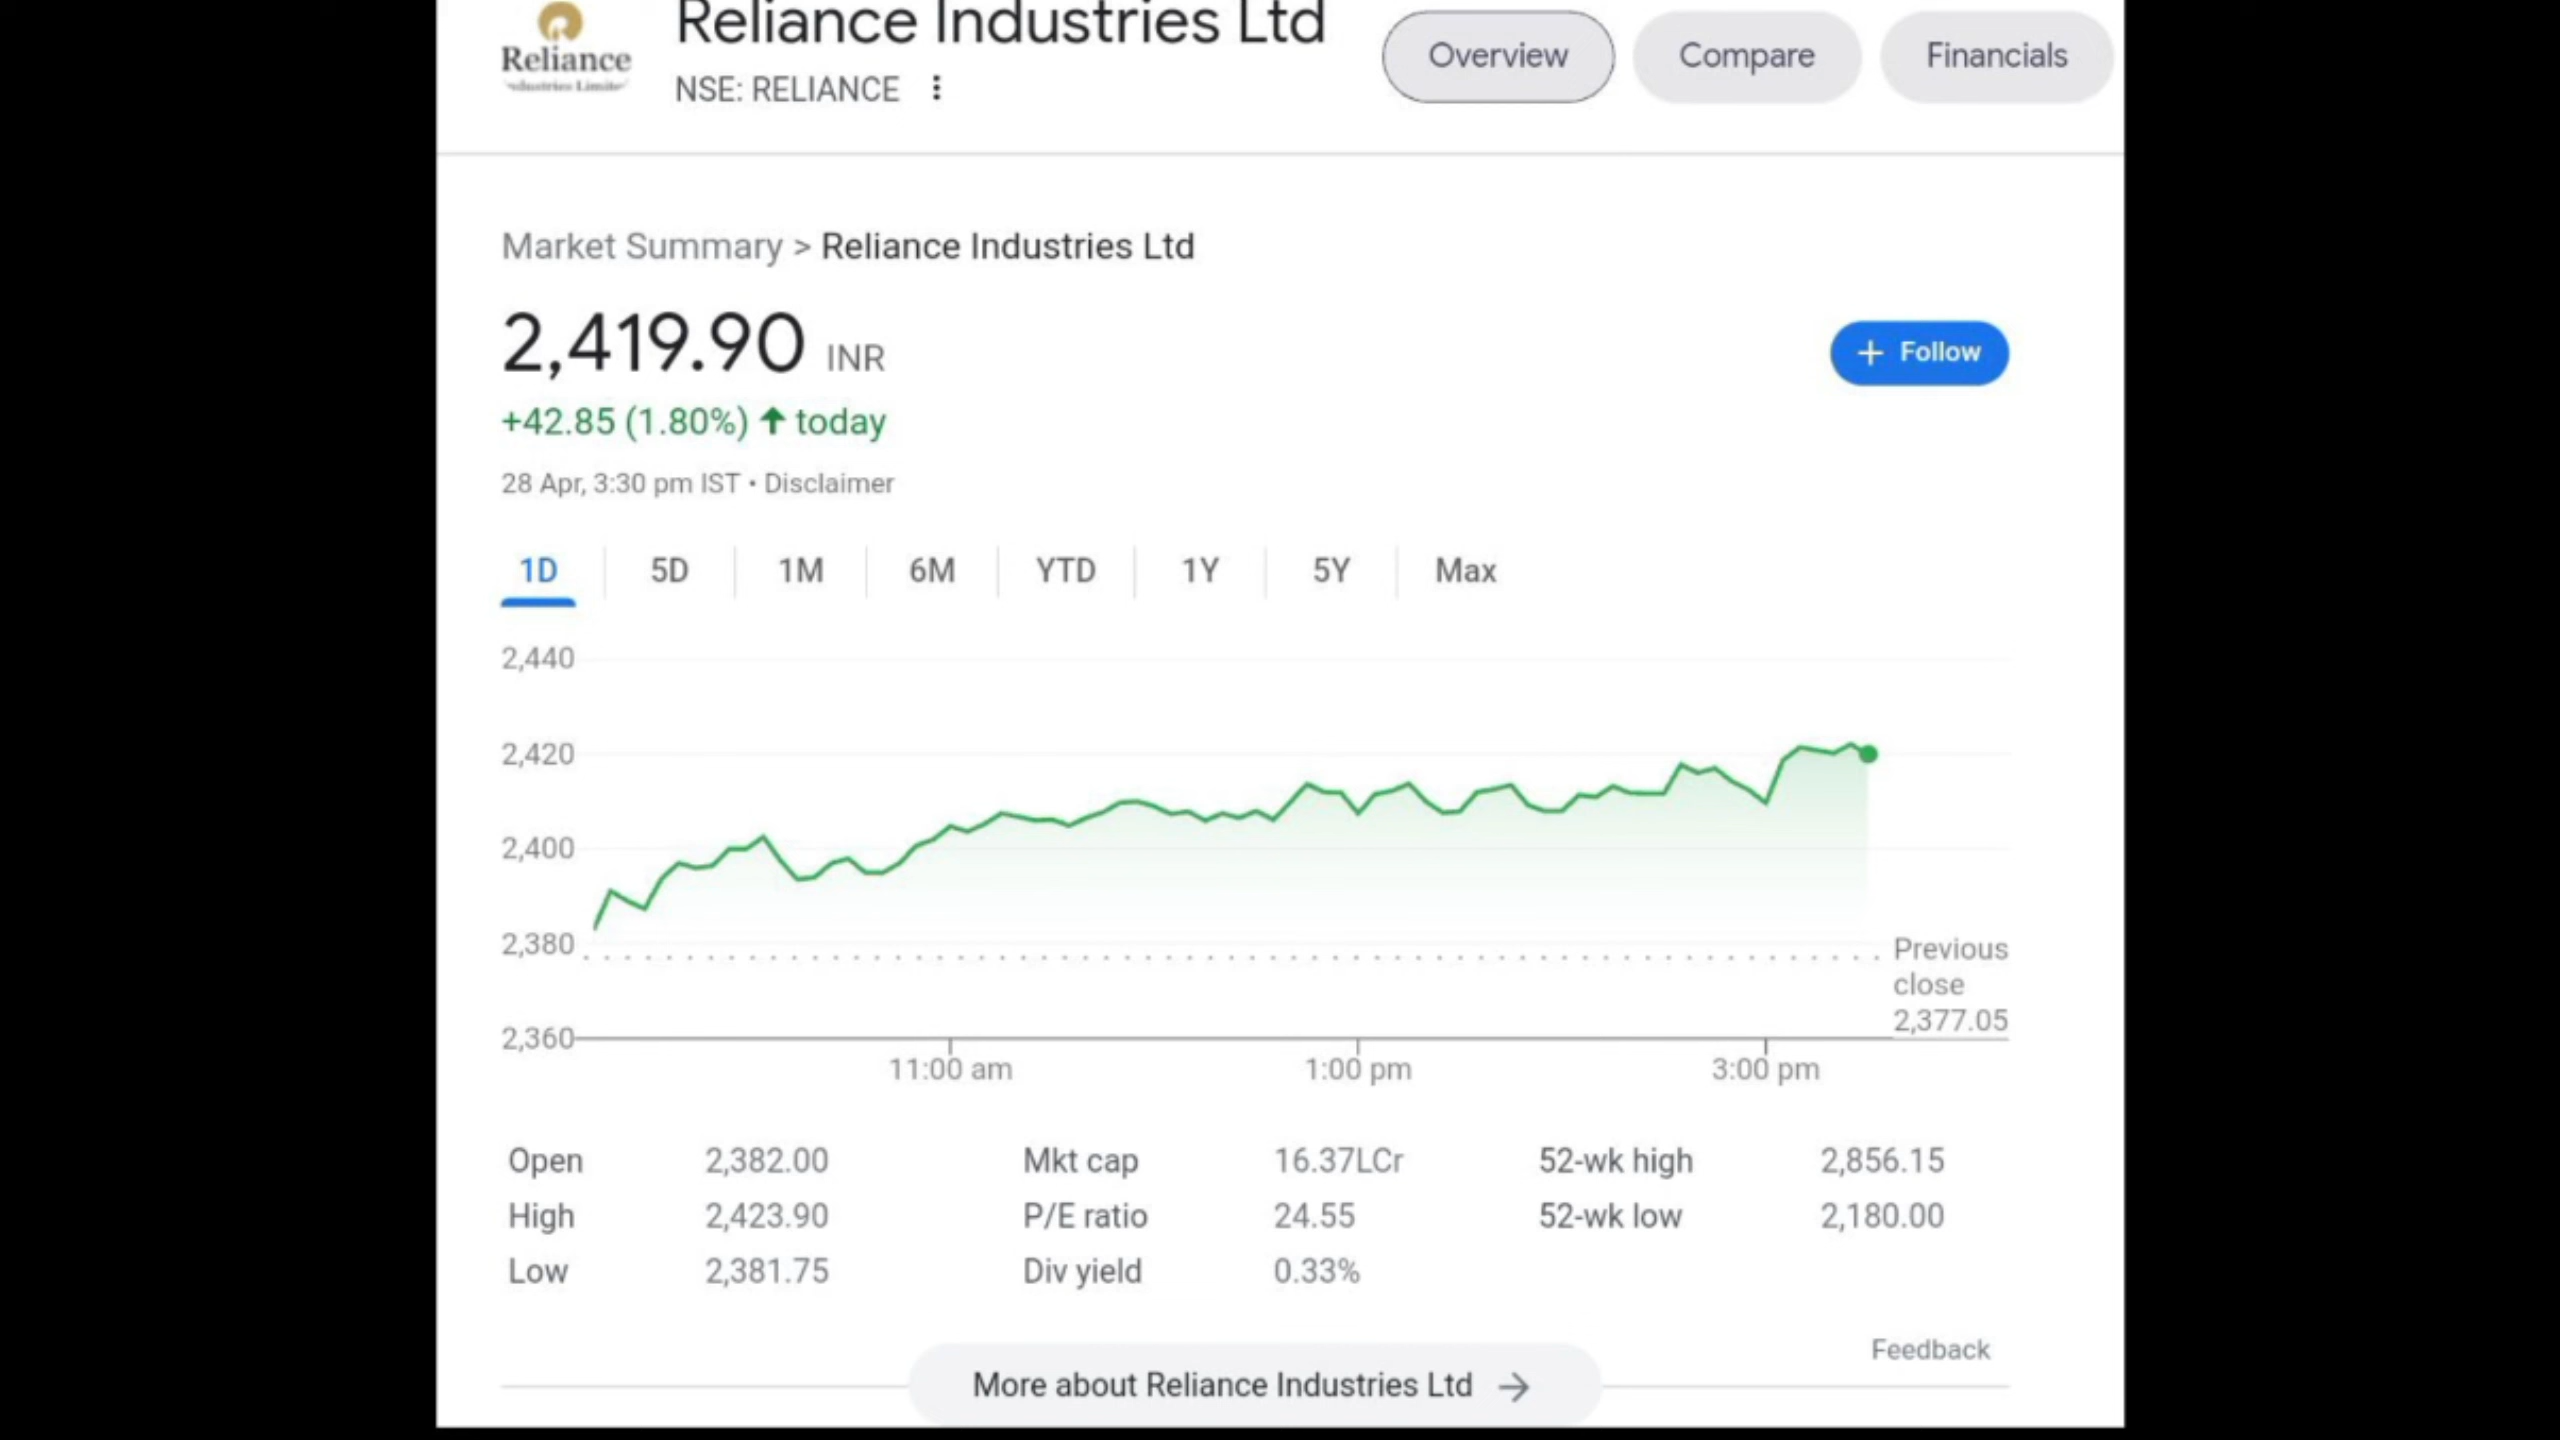 Reliance Industries Ltd
Reliance
NSE: RELIANCE
Overview
Compare
Financials
Market Summary > Reliance Industries Ltd
2,419.90 INR
+ Follow
+42.85 (1.80%) ↑ today
28 Apr, 3:30 pm IST • Disclaimer
1D 5D 1M 6M YTD 1Y 5Y Max
2,440
2,420
2,400
2,380
2,360
Previous
close
2,377.05
11:00 am 1:00 pm 3:00 pm
Open 2,382.00 Mkt cap 16.37LCr 52-wk high 2,856.15
High 2,423.90 P/E ratio 24.55 52-wk low 2,180.00
Low 2,381.75 Div yield 0.33%
Feedback
More about Reliance Industries Ltd →